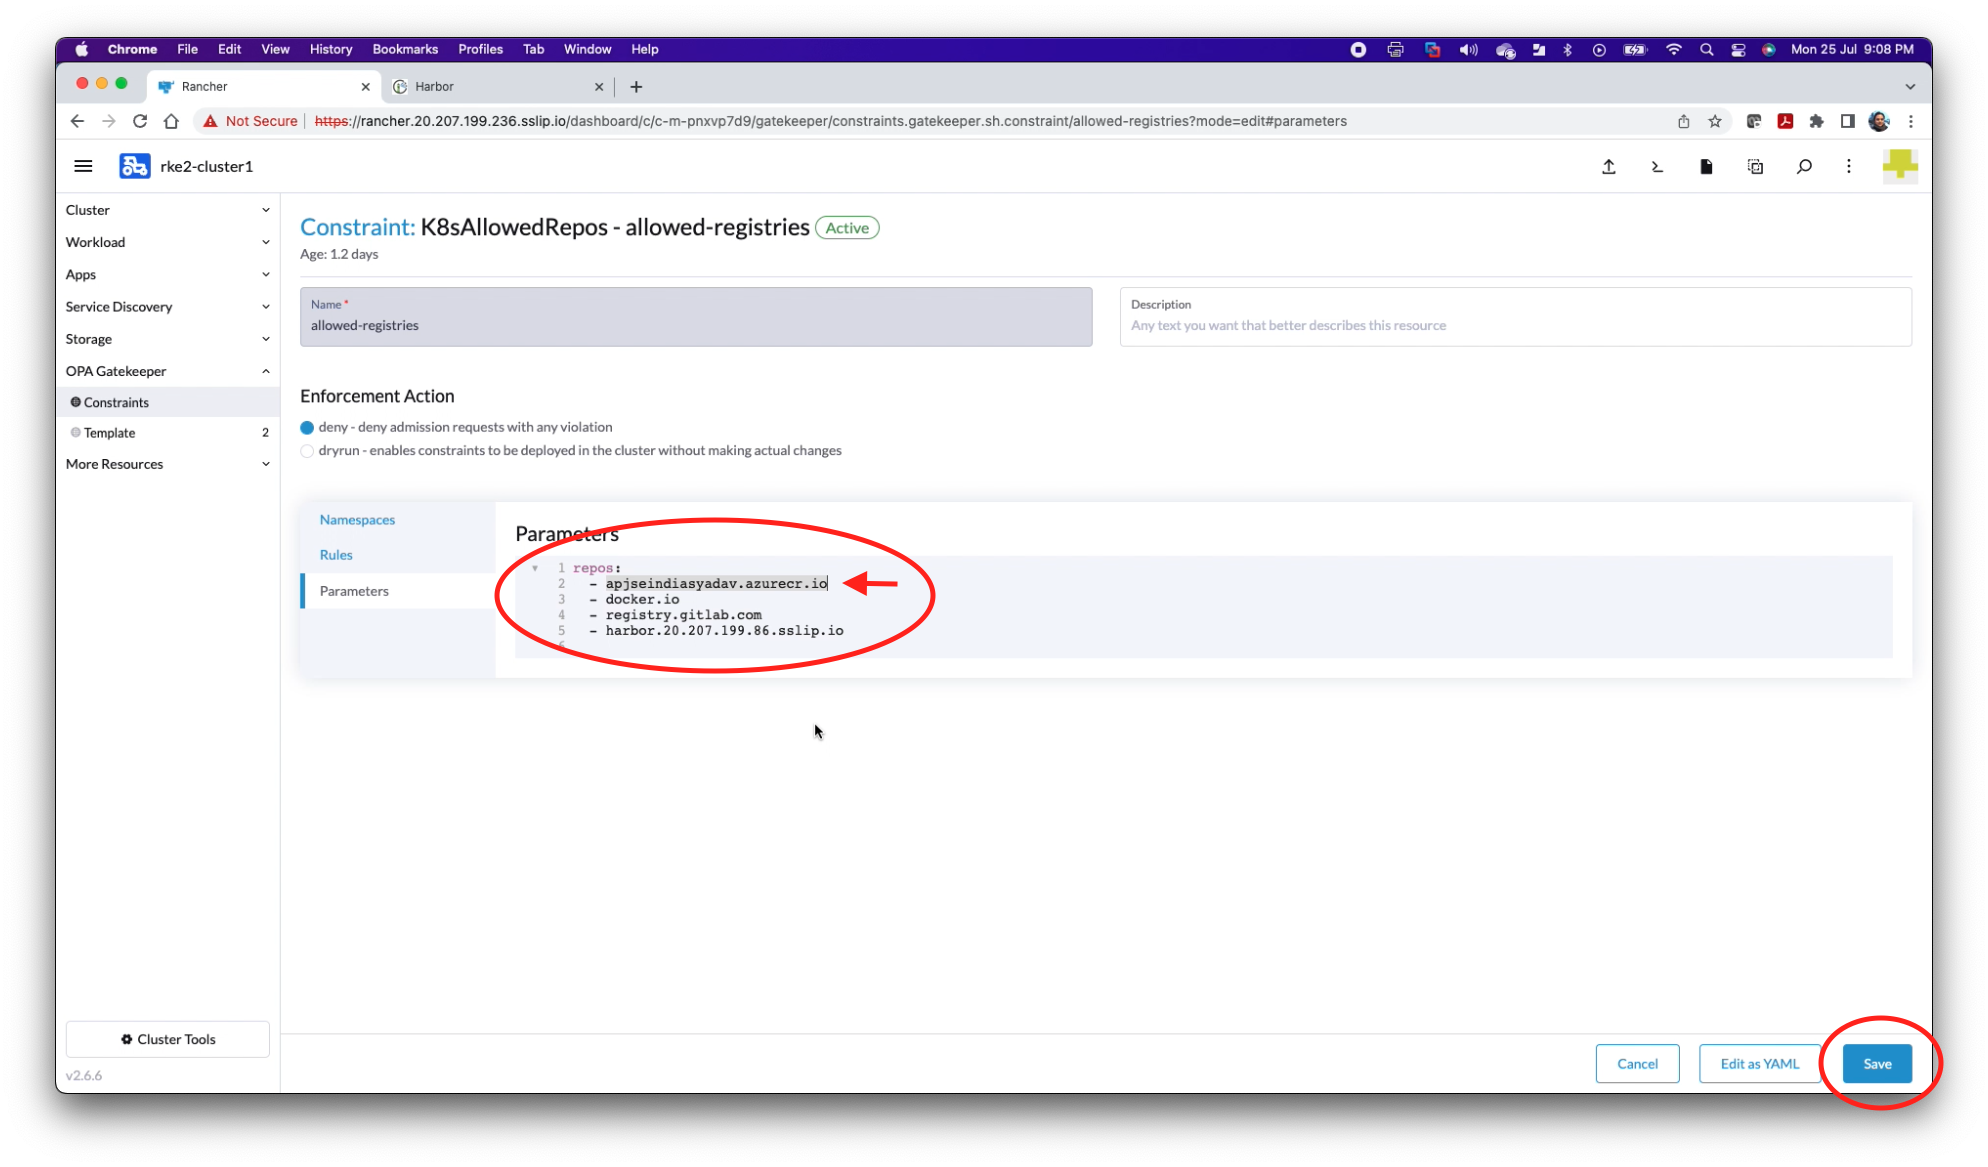 Chrome File Edit View History Bookmarks Profiles Tab Window Help Mon 25 Jul 9:08 PM
Rancher Harbor
Not Secure https://rancher.20.207.199.236.sslip.io/dashboard/c/c-m-pnxvp7d9/gatekeeper/constraints.gatekeeper.sh.constraint/allowed-registries?mode=edit#parameters
rke2-cluster1
Cluster
Workload
Apps
Service Discovery
Storage
OPA Gatekeeper
Constraints
Template 2
More Resources
Cluster Tools
v2.6.6
Constraint: K8sAllowedRepos - allowed-registries Active
Age: 1.2 days
Name *
allowed-registries
Description
Any text you want that better describes this resource
Enforcement Action
deny - deny admission requests with any violation
dryrun - enables constraints to be deployed in the cluster without making actual changes
Namespaces
Rules
Parameters
Parameters
1 repos:
2 - apjseindiasyadav.azurecr.io
3 - docker.io
4 - registry.gitlab.com
5 - harbor.20.207.199.86.sslip.io
6
Cancel Edit as YAML Save